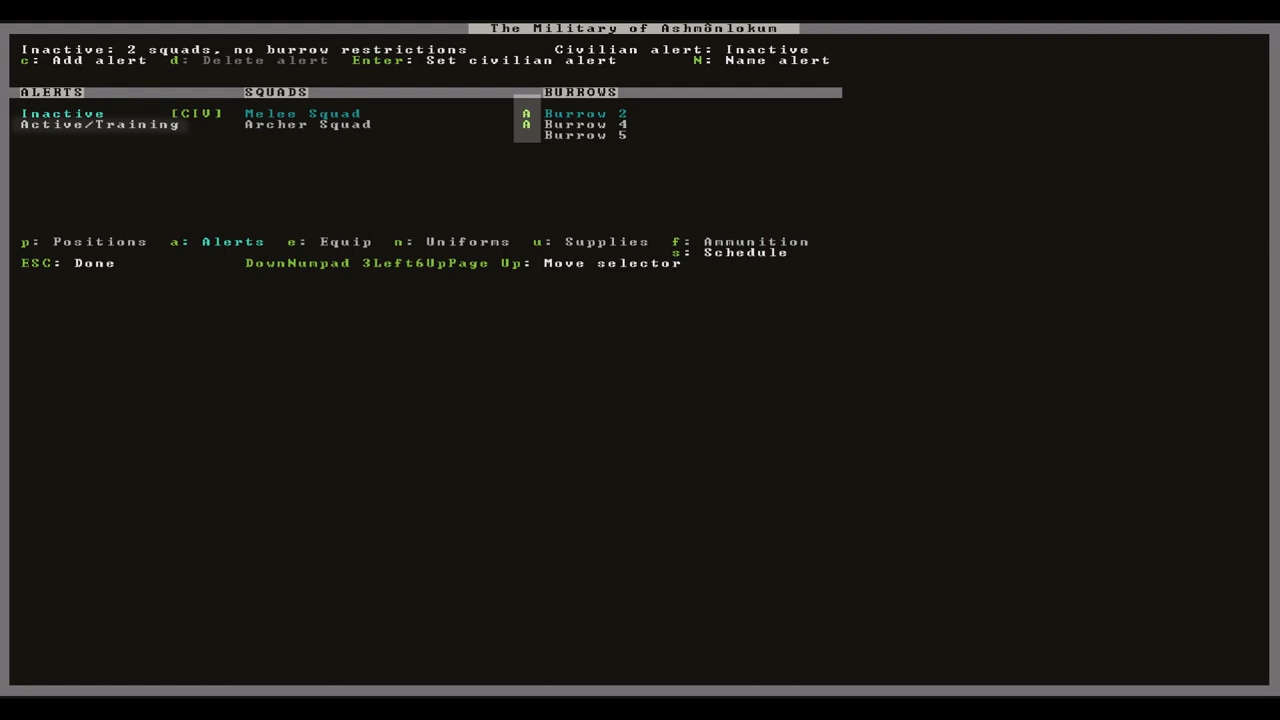 The Military of Ashmônlokum
Inactive: 2 squads, no burrow restrictions Civilian alert: Inactive
c: Add alert d: Delete alert Enter: Set civilian alert N: Name alert
ALERTS SQUADS BURROWS
Inactive [CIV] Melee Squad A Burrow 2
Active/Training Archer Squad A Burrow 4
Burrow 5
p: Positions a: Alerts e: Equip n: Uniforms u: Supplies f: Ammunition
s: Schedule
ESC: Done DownNumpad 3Left6UpPage Up: Move selector